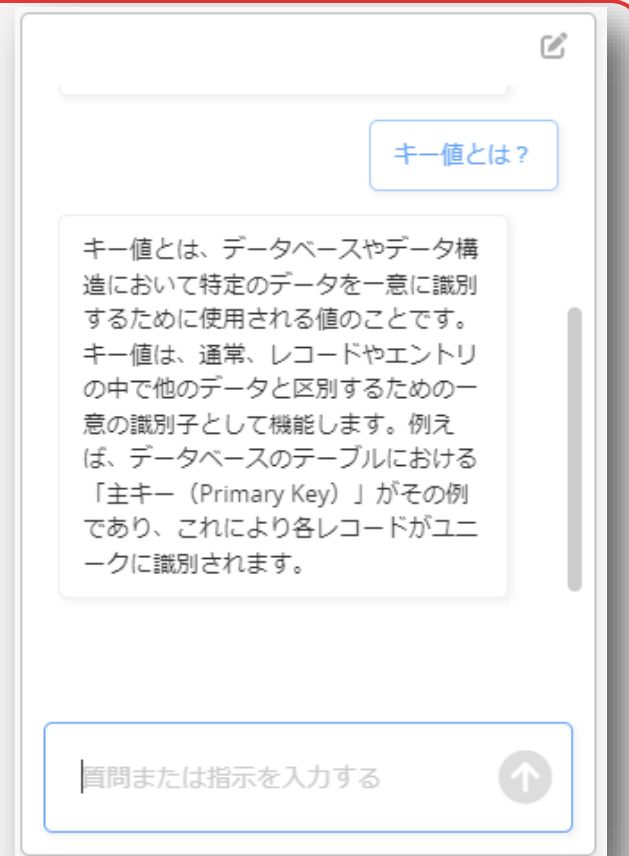 キー値とは？
キー値とは、データベースやデータ構
造において特定のデータを一意に識別
するために使用される値のことです。
キー値は、通常、レコードやエントリ
の中で他のデータと区別するための一
意の識別子として機能します。例え
ば、データベースのテーブルにおける
「主キー（Primary Key）」がその例
であり、これにより各レコードがユニ
ークに識別されます。
質問または指示を入力する